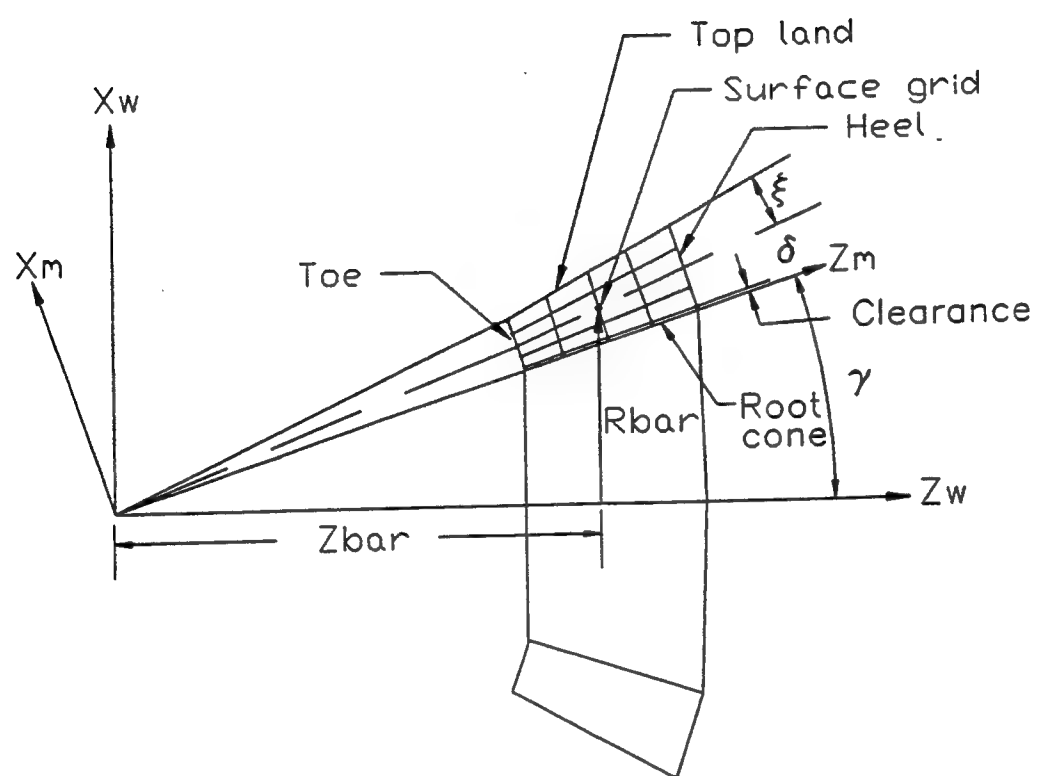 Top land
Xw
Surface grid
Heel
ξ
Xm
Toe
δ
Zm
Clearance
γ
Rbar
Root
cone
Zw
Zbar